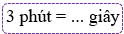 3 phút = ... giây